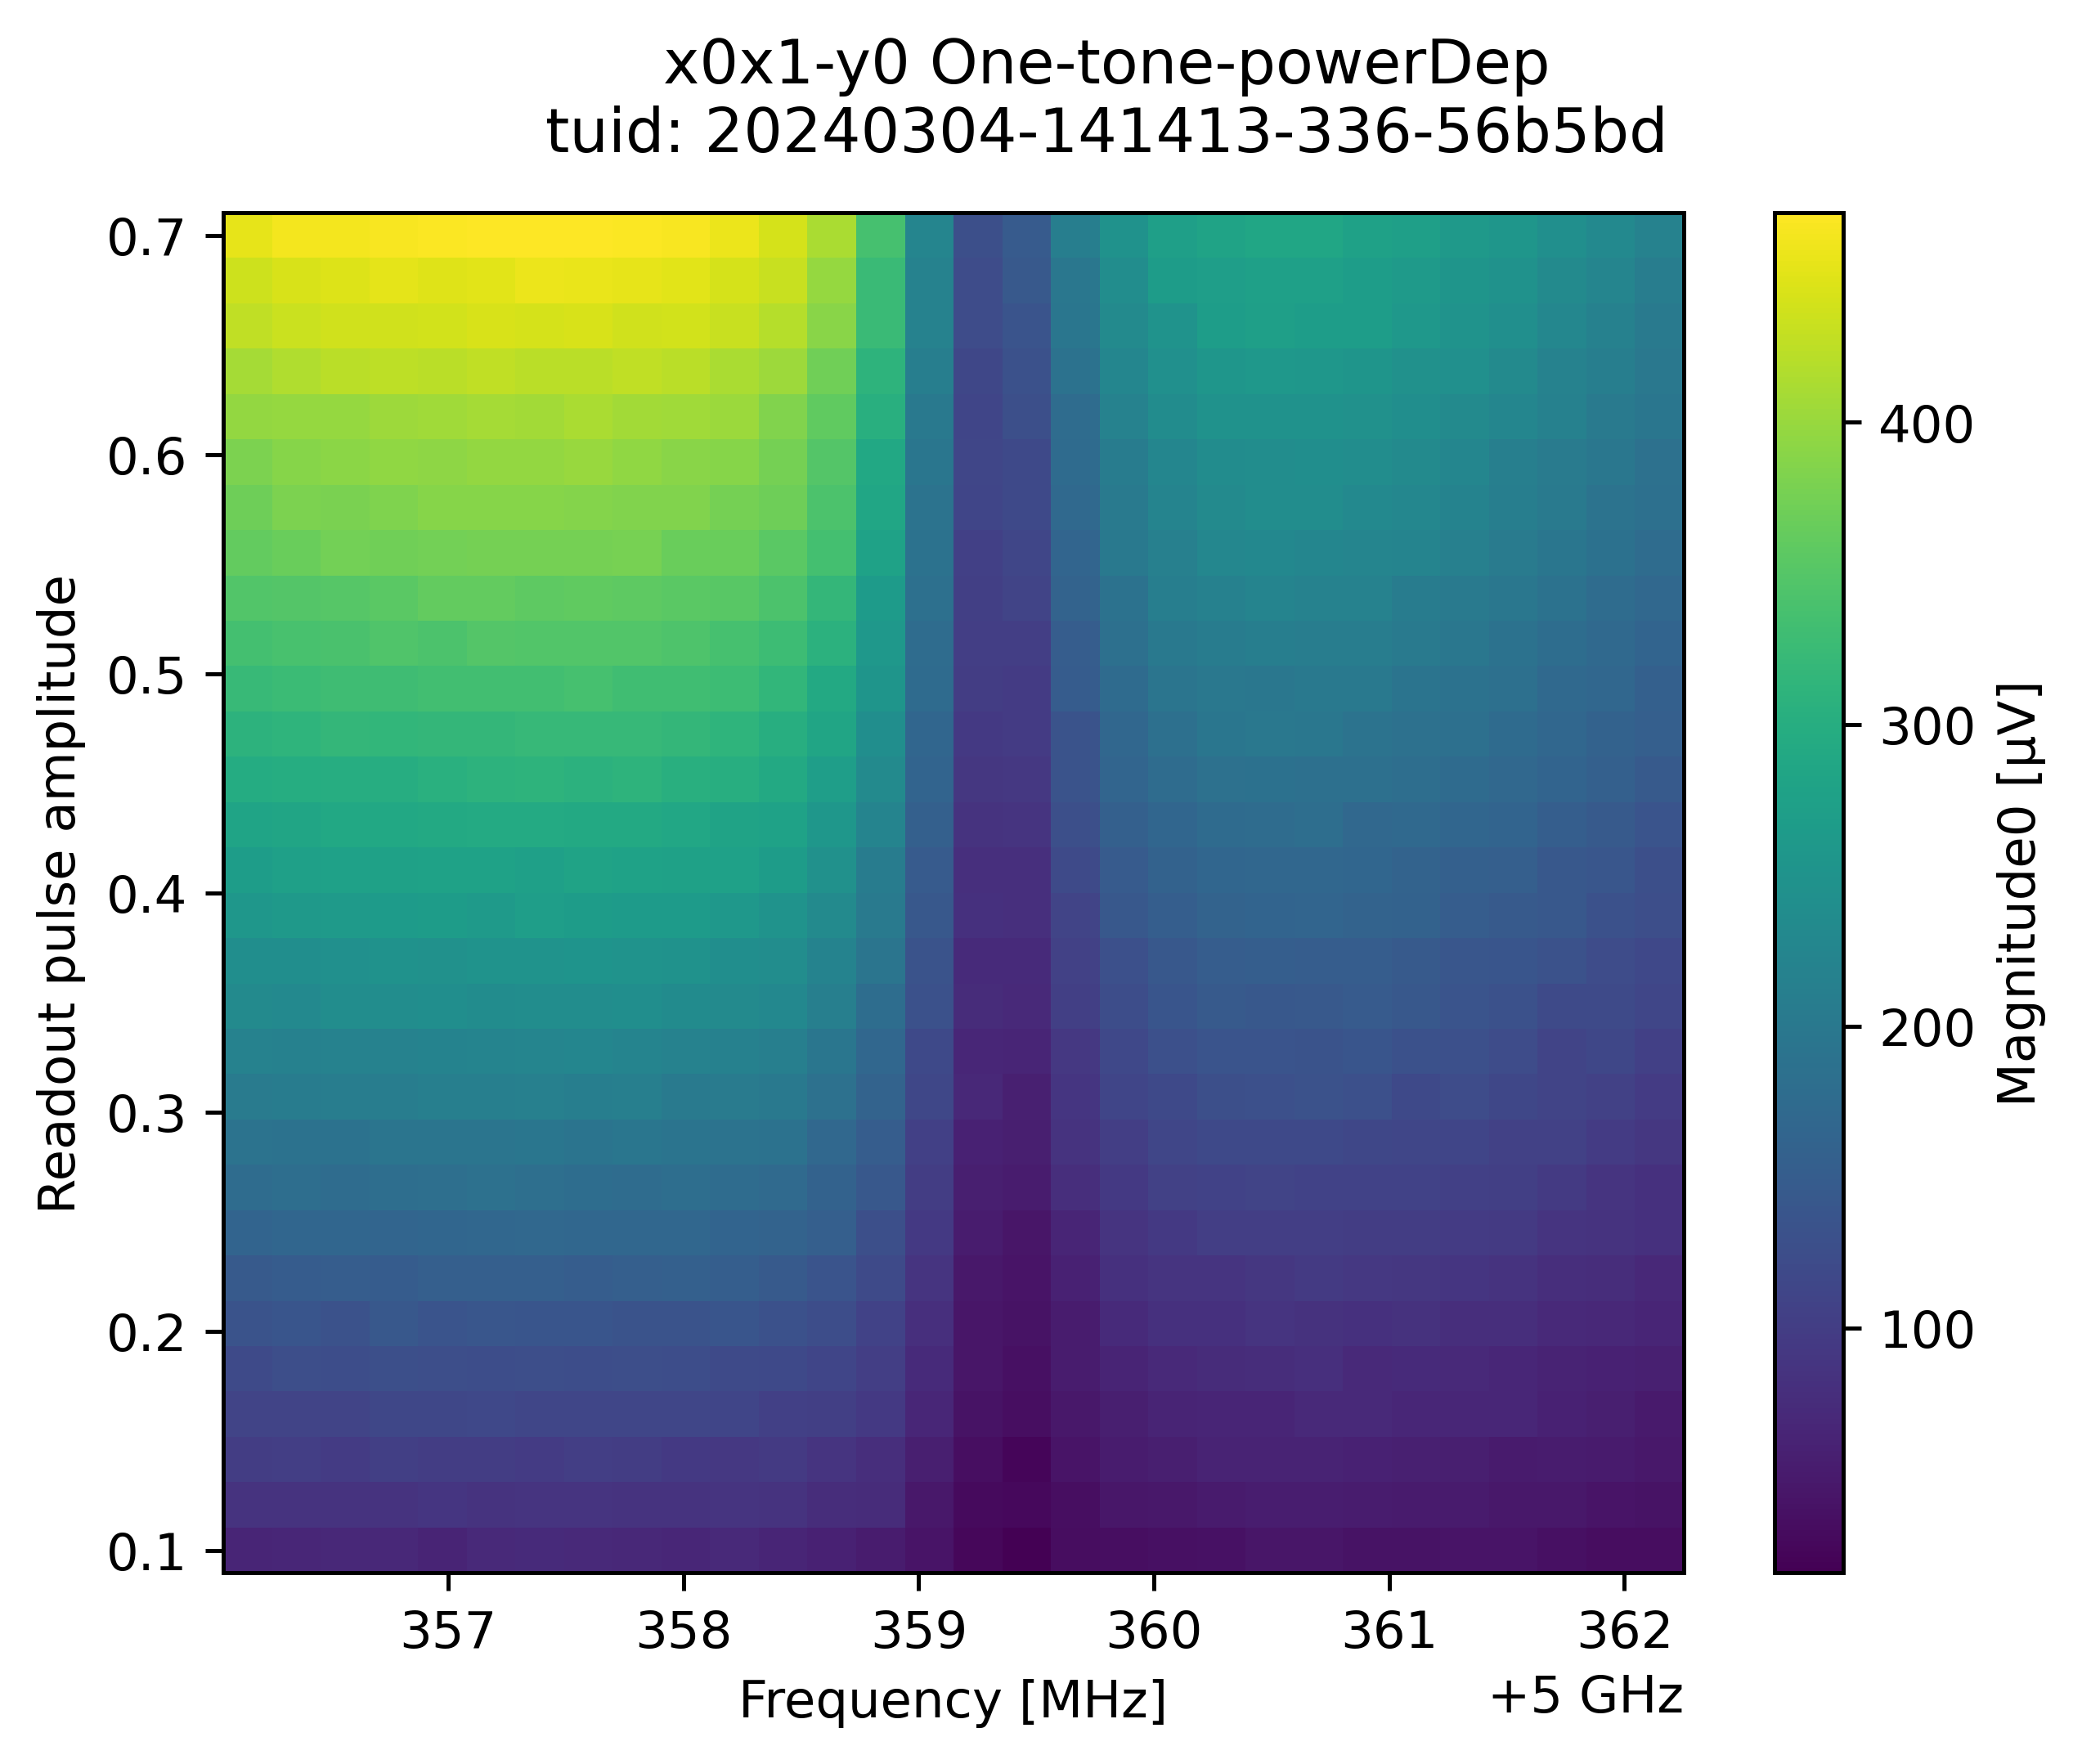 x0x1-y0 One-tone-powerDep
tuid: 20240304-141413-336-56b5bd
Readout pulse amplitude
0.7
0.6
0.5
0.4
0.3
0.2
0.1
357 358 359 360 361 362
Frequency [MHz]
+5 GHz
400
300
200
100
Magnitude0 [µV]